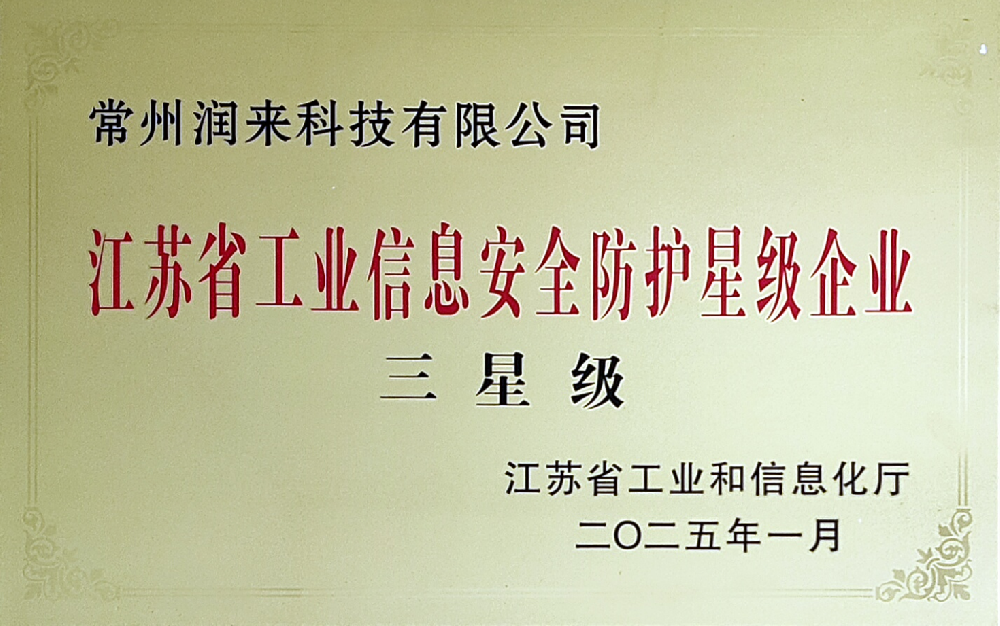 常州润来科技有限公司
江苏省工业信息安全防护星级企业
三星级
江苏省工业和信息化厅
二〇二五年一月